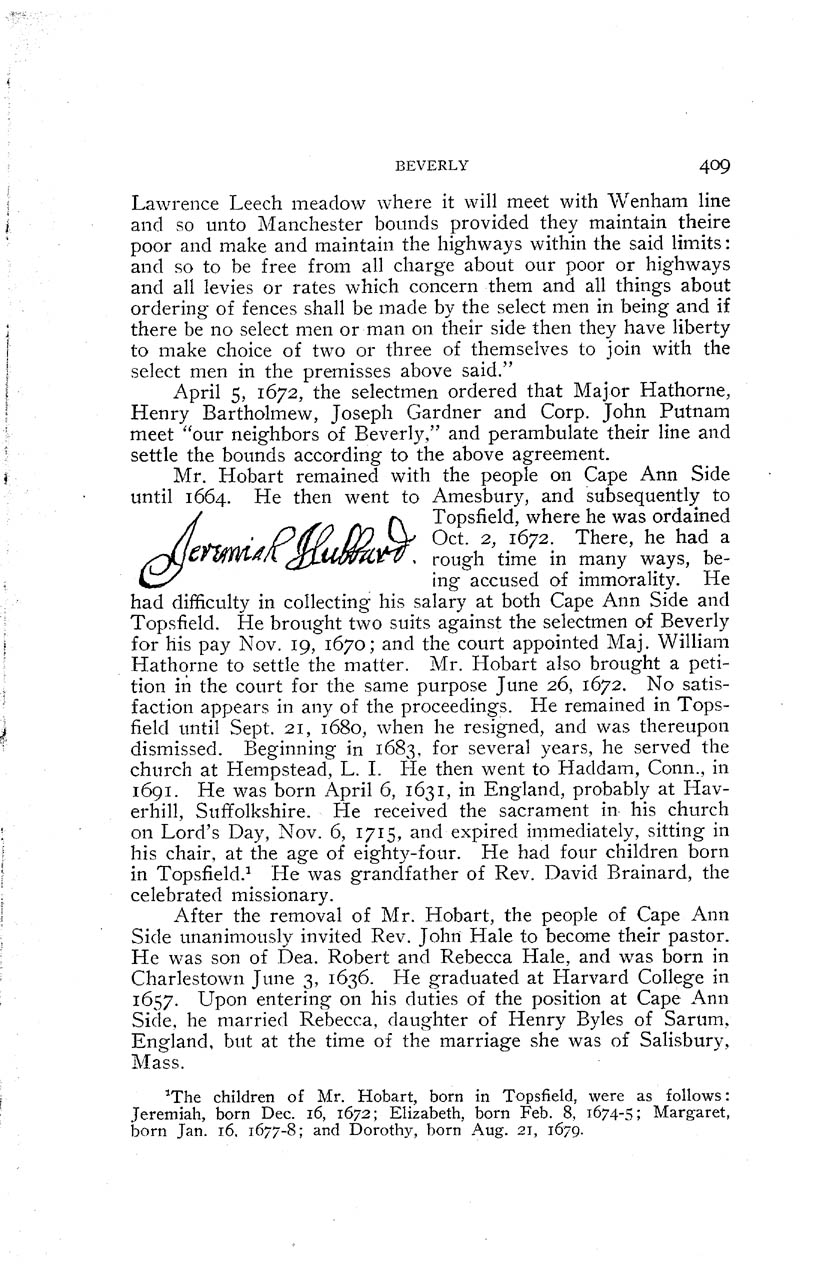 BEVERLY 409
Lawrence Leech meadow where it will meet with Wenham line
and so unto Manchester bounds provided they maintain theire
poor and make and maintain the highways within the said limits:
and so to be free from all charge about our poor or highways
and all levies or rates which concern them and all things about
ordering of fences shall be made by the select men in being and if
there be no select men or man on their side then they have liberty
to make choice of two or three of themselves to join with the
select men in the premisses above said.”
April 5, 1672, the selectmen ordered that Major Hathorne,
Henry Bartholmew, Joseph Gardner and Corp. John Putnam
meet “our neighbors of Beverly,” and perambulate their line and
settle the bounds according to the above agreement.
Mr. Hobart remained with the people on Cape Ann Side
until 1664. He then went to Amesbury, and subsequently to
Topsfield, where he was ordained
Jeremiah Hubbard.
Oct. 2, 1672. There, he had a
rough time in many ways, be-
ing accused of immorality. He
had difficulty in collecting his salary at both Cape Ann Side and
Topsfield. He brought two suits against the selectmen of Beverly
for his pay Nov. 19, 1670; and the court appointed Maj. William
Hathorne to settle the matter. Mr. Hobart also brought a peti-
tion in the court for the same purpose June 26, 1672. No satis-
faction appears in any of the proceedings. He remained in Tops-
field until Sept. 21, 1680, when he resigned, and was thereupon
dismissed. Beginning in 1683, for several years, he served the
church at Hempstead, L. I. He then went to Haddam, Conn., in
1691. He was born April 6, 1631, in England, probably at Hav-
erhill, Suffolkshire. He received the sacrament in his church
on Lord’s Day, Nov. 6, 1715, and expired immediately, sitting in
his chair, at the age of eighty-four. He had four children born
in Topsfield.¹ He was grandfather of Rev. David Brainard, the
celebrated missionary.
After the removal of Mr. Hobart, the people of Cape Ann
Side unanimously invited Rev. John Hale to become their pastor.
He was son of Dea. Robert and Rebecca Hale, and was born in
Charlestown June 3, 1636. He graduated at Harvard College in
1657. Upon entering on his duties of the position at Cape Ann
Side, he married Rebecca, daughter of Henry Byles of Sarum,
England, but at the time of the marriage she was of Salisbury,
Mass.
¹The children of Mr. Hobart, born in Topsfield, were as follows:
Jeremiah, born Dec. 16, 1672; Elizabeth, born Feb. 8, 1674-5; Margaret,
born Jan. 16, 1677-8; and Dorothy, born Aug. 21, 1679.